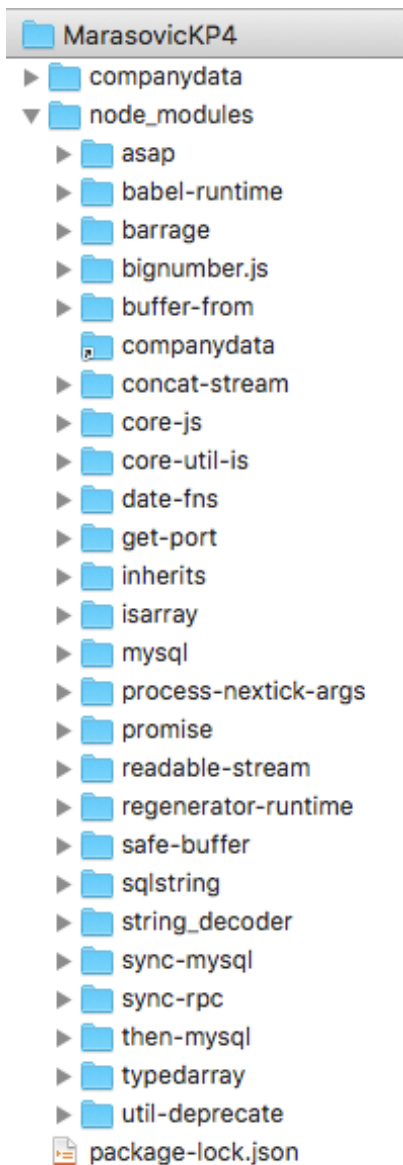 MarasovicKP4
companydata
node_modules
asap
babel-runtime
barrage
bignumber.js
buffer-from
companydata
concat-stream
core-js
core-util-is
date-fns
get-port
inherits
isarray
mysql
process-nextick-args
promise
readable-stream
regenerator-runtime
safe-buffer
sqlstring
string_decoder
sync-mysql
sync-rpc
then-mysql
typedarray
util-deprecate
package-lock.json